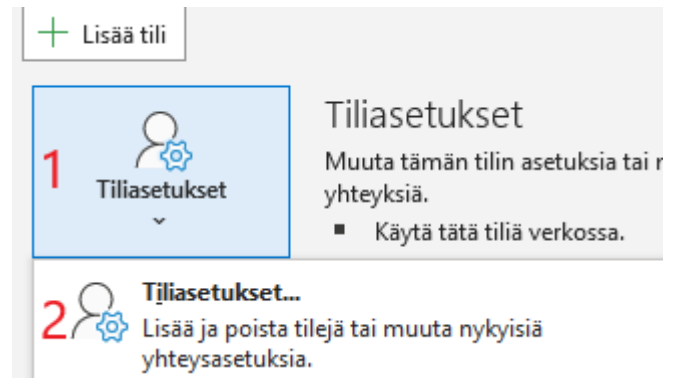 Lisää tili
Tiliasetukset
Muuta tämän tilin asetuksia tai
yhteyksiä.
▪ Käytä tätä tiliä verkossa.
1
Tiliasetukset
2
Tiliasetukset...
Lisää ja poista tilejä tai muuta nykyisiä
yhteysasetuksia.